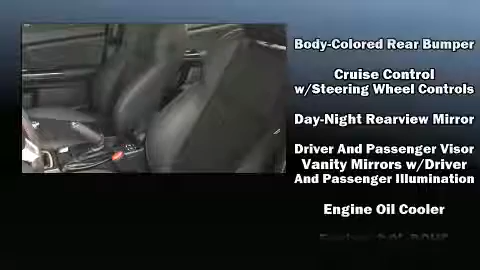 Body-Colored Rear Bumper
Cruise Control
w/Steering Wheel Controls
Day-Night Rearview Mirror
Driver And Passenger Visor
Vanity Mirrors w/Driver
And Passenger Illumination
Engine Oil Cooler